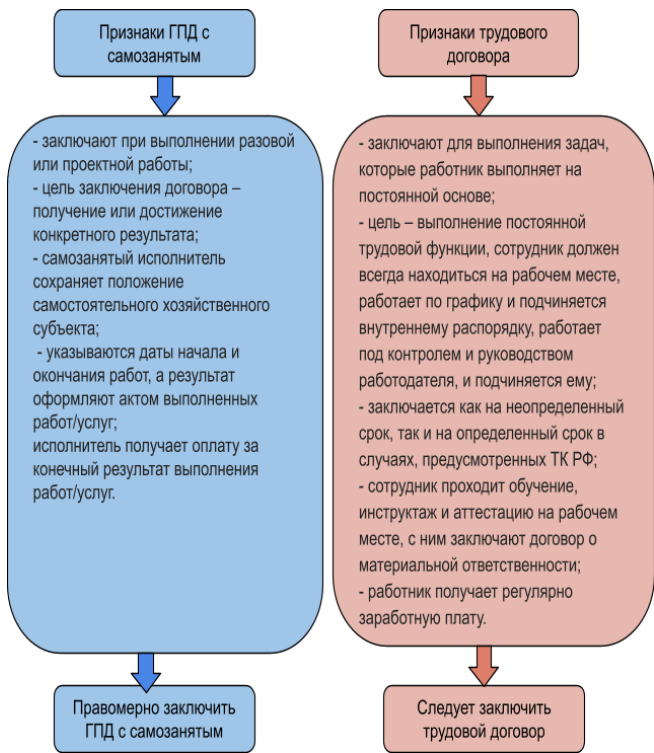 Признаки ГПД с
самозанятым
- заключают при выполнении разовой
или проектной работы;
- цель заключения договора –
получение или достижение
конкретного результата;
- самозанятый исполнитель
сохраняет положение
самостоятельного хозяйственного
субъекта;
- указываются даты начала и
окончания работ, а результат
оформляют актом выполненных
работ/услуг;
исполнитель получает оплату за
конечный результат выполнения
работ/услуг.
Правомерно заключить
ГПД с самозанятым
Признаки трудового
договора
- заключают для выполнения задач,
которые работник выполняет на
постоянной основе;
- цель – выполнение постоянной
трудовой функции, сотрудник должен
всегда находиться на рабочем месте,
работает по графику и подчиняется
внутреннему распорядку, работает
под контролем и руководством
работодателя, и подчиняется ему;
- заключается как на неопределенный
срок, так и на определенный срок в
случаях, предусмотренных ТК РФ;
- сотрудник проходит обучение,
инструктаж и аттестацию на рабочем
месте, с ним заключают договор о
материальной ответственности;
- работник получает регулярно
заработную плату.
Следует заключить
трудовой договор